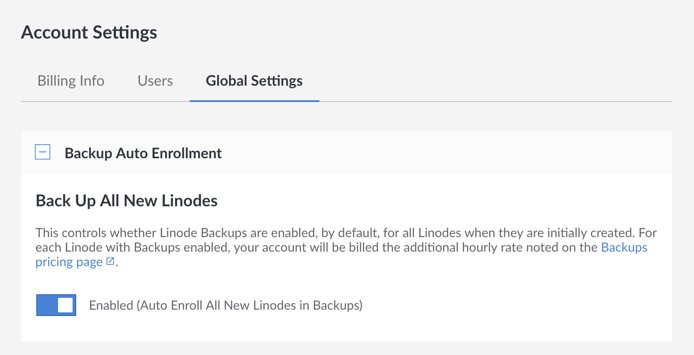 Account Settings
Billing Info Users Global Settings
Backup Auto Enrollment
Back Up All New Linodes
This controls whether Linode Backups are enabled, by default, for all Linodes when they are initially created. For
each Linode with Backups enabled, your account will be billed the additional hourly rate noted on the Backups
pricing page.
Enabled (Auto Enroll All New Linodes in Backups)